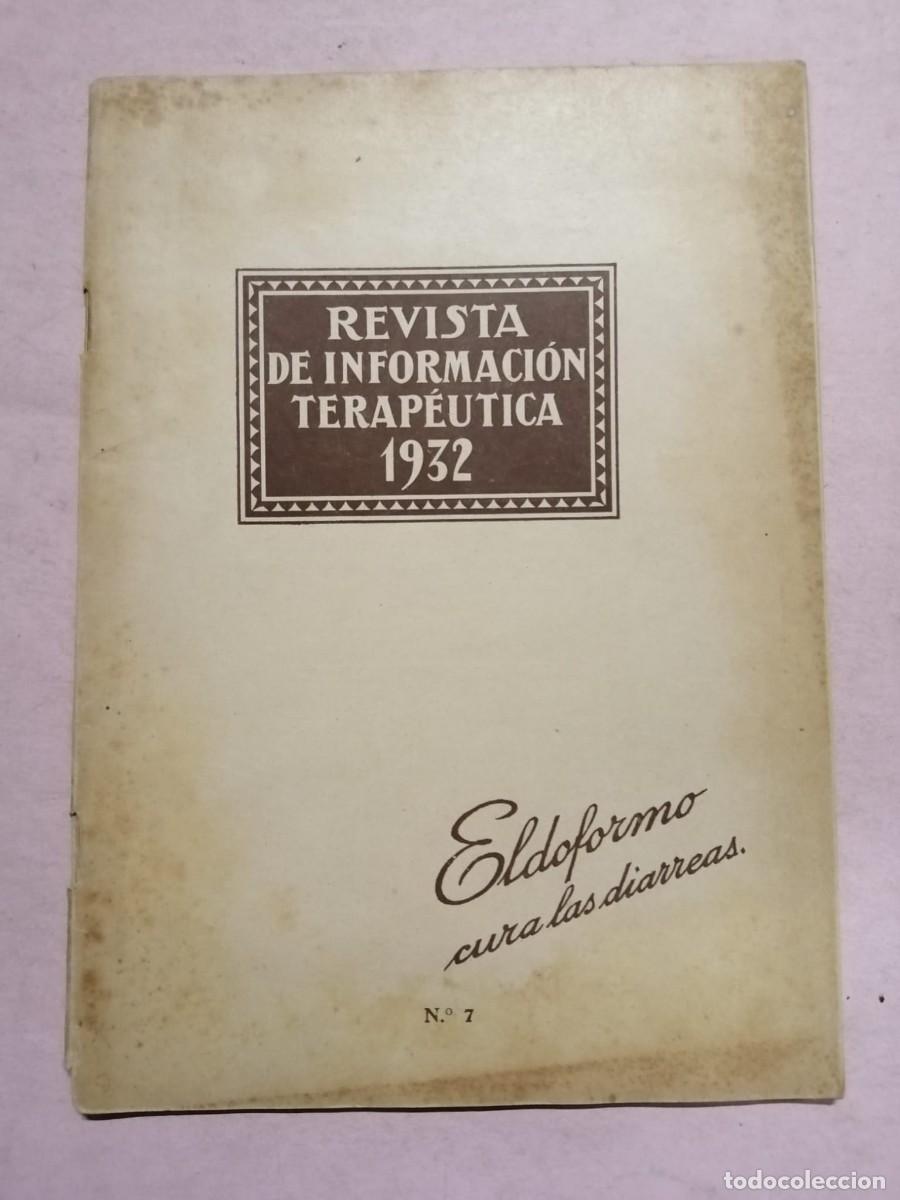 REVISTA
DE INFORMACIÓN
TERAPÉUTICA
1932
Eldoformo
cura las diarreas.
N.º 7
todocoleccion